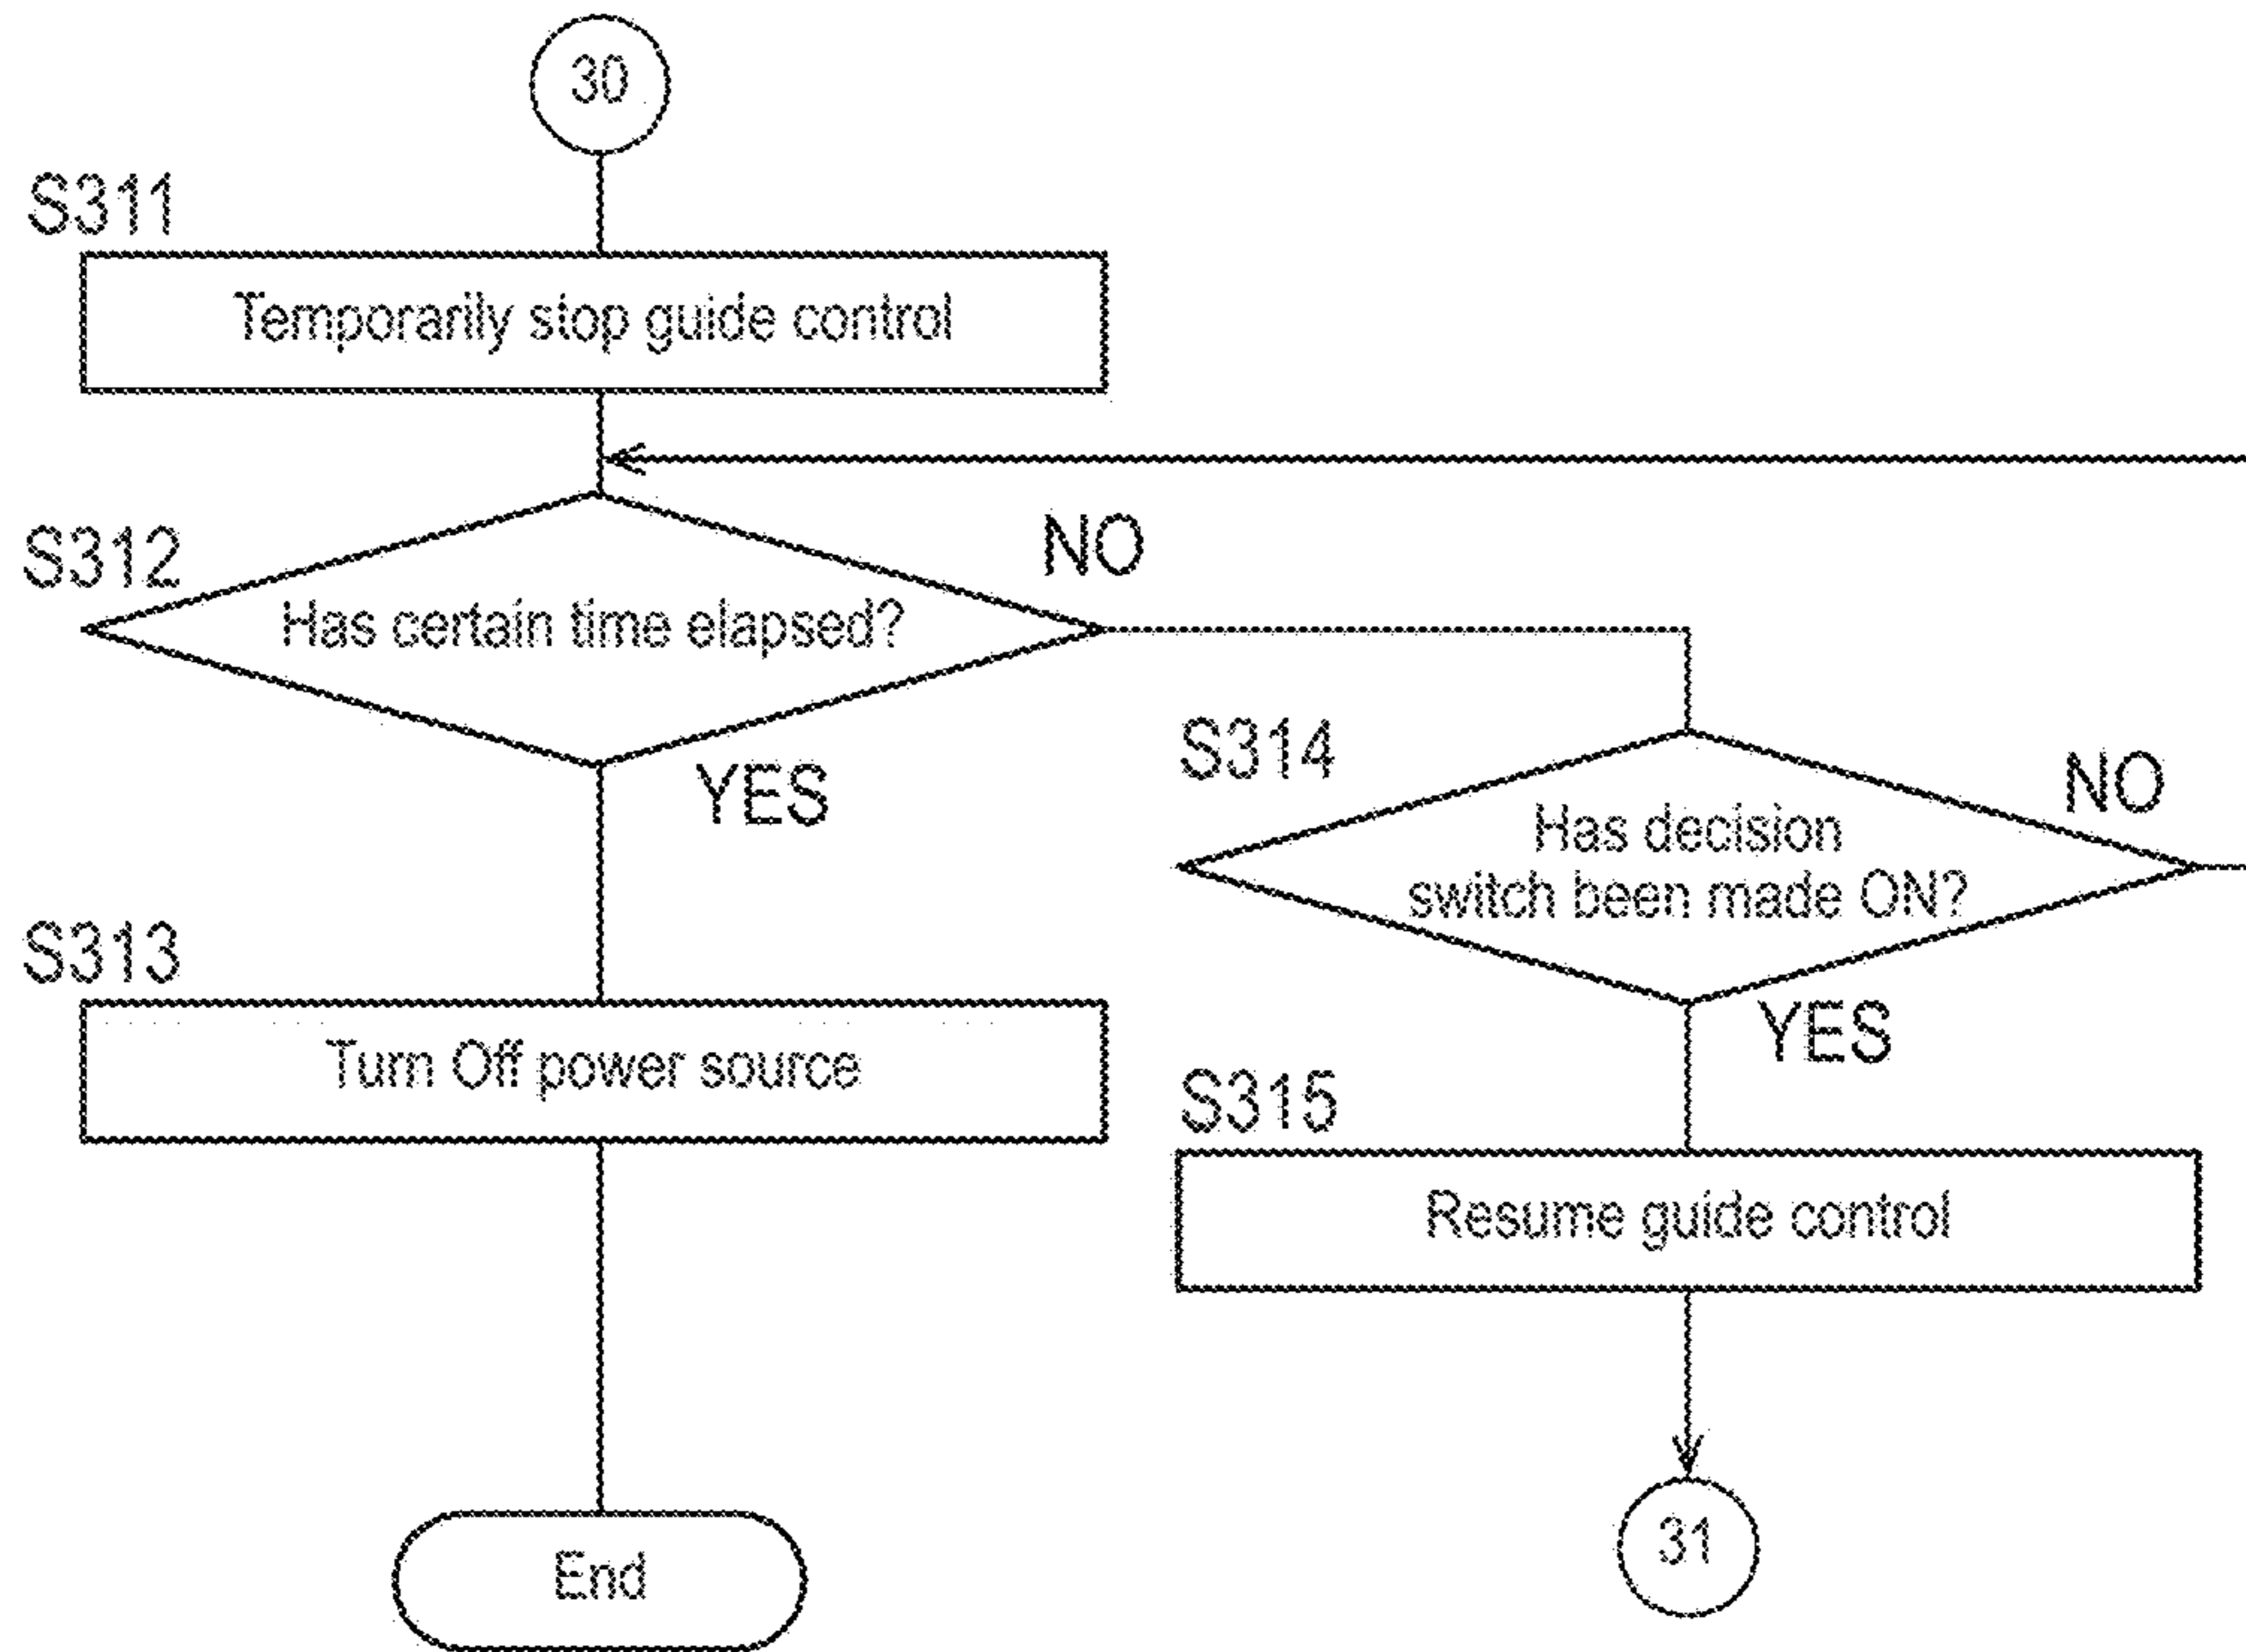 30
S311
Temporarily stop guide control
S312
NO
Has certain time elapsed?
YES
S314
NO
Has decision
switch been made ON?
YES
S313
Turn Off power source
S315
Resume guide control
End
31